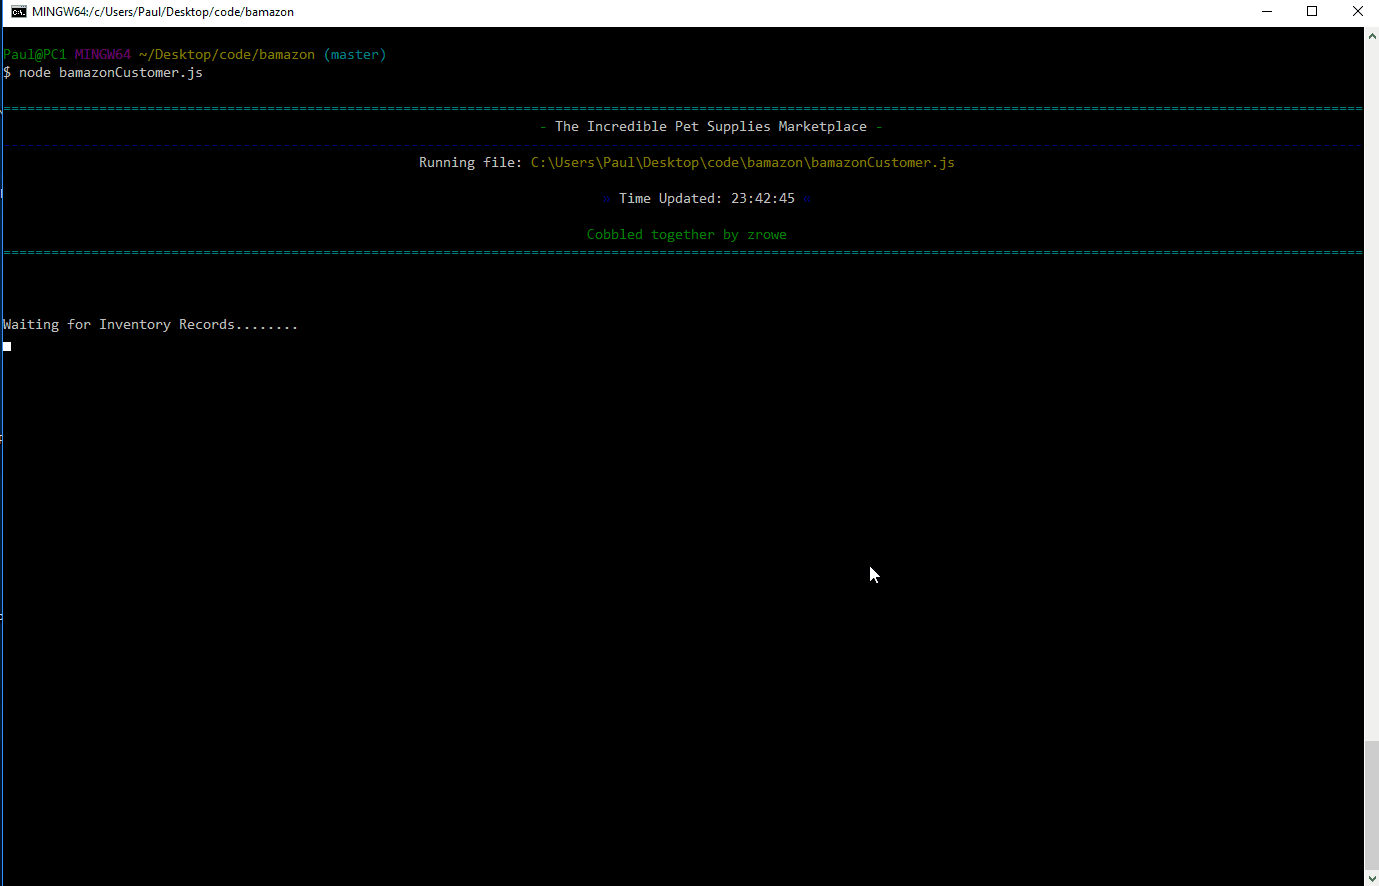 MINGW64:/c/Users/Paul/Desktop/code/bamazon
Paul@PC1 MINGW64 ~/Desktop/code/bamazon (master)
$ node bamazonCustomer.js
================================================================================
- The Incredible Pet Supplies Marketplace -
Running file: C:\Users\Paul\Desktop\code\bamazon\bamazonCustomer.js
» Time Updated: 23:42:45 «
Cobbled together by zrowe
================================================================================
Waiting for Inventory Records........